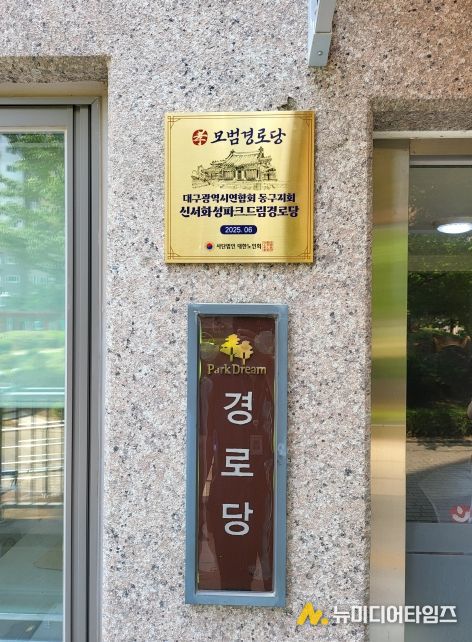 모범경로당
대구광역시연합회 동구지회
신서화성파크드림경로당
2025. 06
사단법인 대한노인회
Park Dream
경
로
당
뉴미디어타임즈